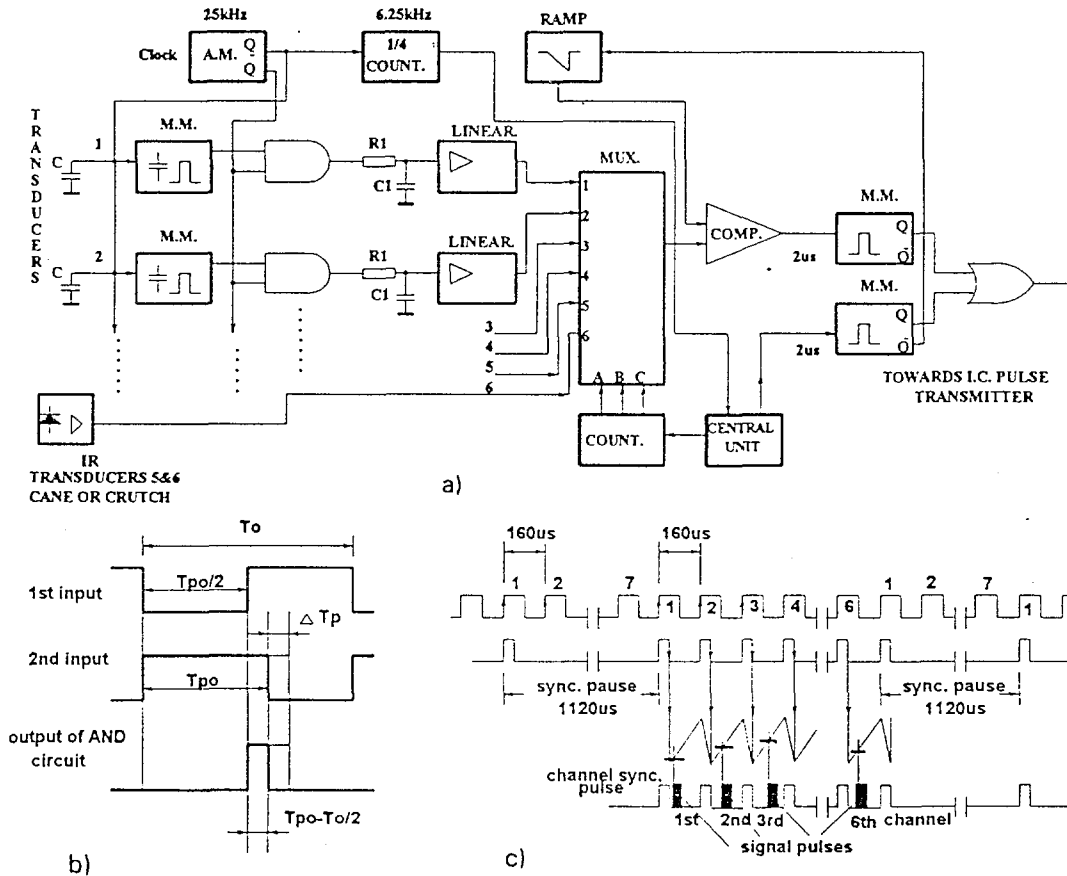 25kHz
6.25kHz
RAMP
Clock
A.M.
Q
Q
1/4
COUNT.
TRANSDUCERS
C
1
M.M.
R1
C1
LINEAR.
MUX.
1
2
3
4
5
6
C
2
M.M.
R1
C1
LINEAR.
3
4
5
6
A B C
COUNT.
CENTRAL
UNIT
COMP.
2us
M.M.
Q
Q
M.M.
2us
Q
Q
TOWARDS I.C. PULSE
TRANSMITTER
IR
TRANSDUCERS 5&6
CANE OR CRUTCH
a)
To
1st input
Tpo/2
△ Tp
2nd input
Tpo
output of AND
circuit
Tpo-To/2
b)
160us
160us
1 2 7 1 2 3 4 6 1 2 7 1
sync. pause
1120us
sync. pause
1120us
channel sync.
pulse
1st 2nd 3rd 6th channel
signal pulses
c)